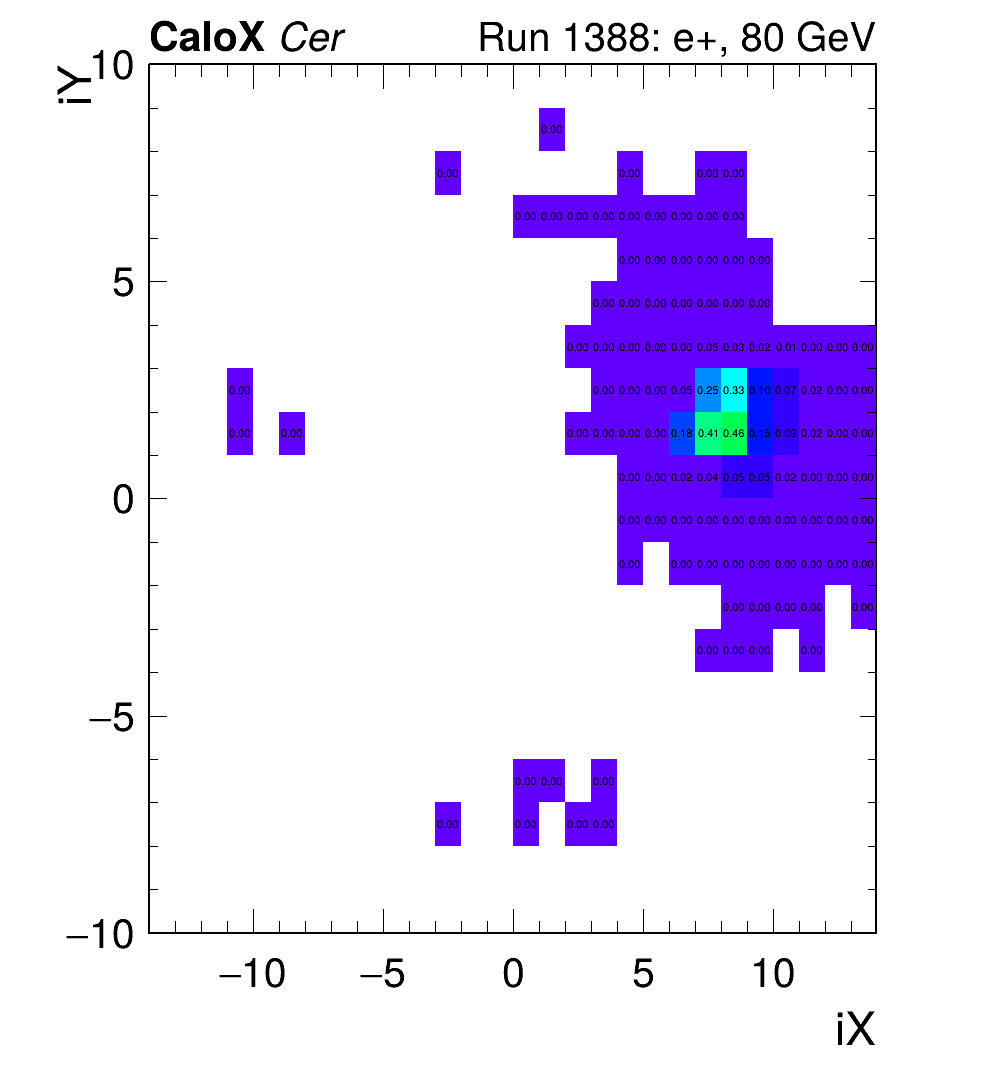 CaloX Cer Run 1388: e+, 80 GeV
iY
10
0.00
0.00 0.00 0.00 0.00
0.00 0.00 0.00 0.00 0.00 0.00 0.00 0.00 0.00
0.00 0.00 0.00 0.00 0.00 0.00
5
0.00 0.00 0.00 0.00 0.00 0.00 0.00
0.00 0.00 0.00 0.00 0.00 0.05 0.03 0.02 0.01 0.00 0.00 0.00
0.00 0.00 0.00 0.00 0.05 0.25 0.33 0.10 0.07 0.02 0.00 0.00
0.00 0.00 0.00 0.00 0.00 0.00 0.18 0.41 0.46 0.15 0.09 0.02 0.00 0.00
0.00 0.00 0.02 0.04 0.05 0.05 0.02 0.00 0.00 0.00
0
0.00 0.00 0.00 0.00 0.00 0.00 0.00 0.00 0.00 0.00
0.00 0.00 0.00 0.00 0.00 0.00 0.00 0.00 0.00
0.00 0.00 0.00 0.00 0.00
0.00 0.00 0.00 0.00
−5
0.00 0.00 0.00
0.00 0.00 0.00 0.00
−10
−10 −5 0 5 10
iX